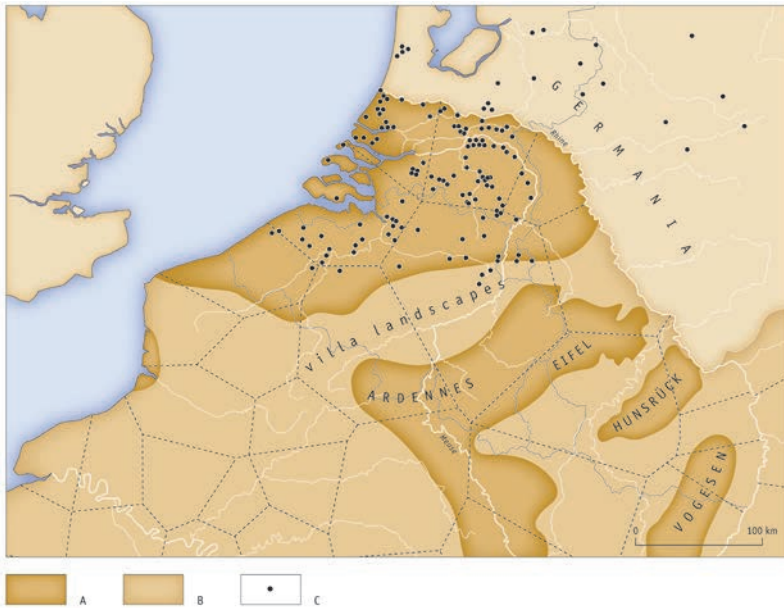 GERMANIA
Rhine
villa landscapes
EIFEL
ARDENNES
HUNSRÜCK
Meuse
VOGESEN
0 100 km
A B C